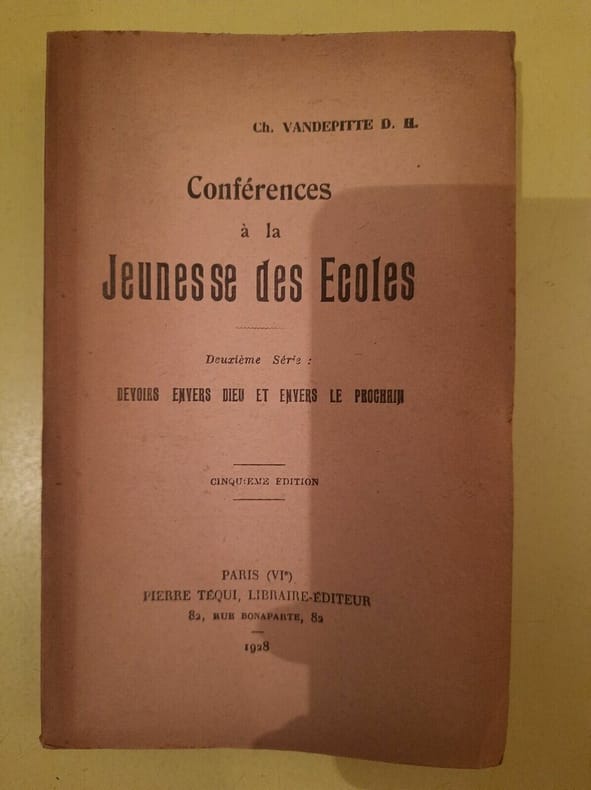 Ch. VANDEPITTE D. H.
Conférences
à la
Jeunesse des Ecoles
Deuxième Série :
DEVOIRS ENVERS DIEU ET ENVERS LE PROCHAIN
CINQUIEME EDITION
PARIS (VIe)
PIERRE TÉQUI, LIBRAIRE-ÉDITEUR
82, RUE BONAPARTE, 82
1928